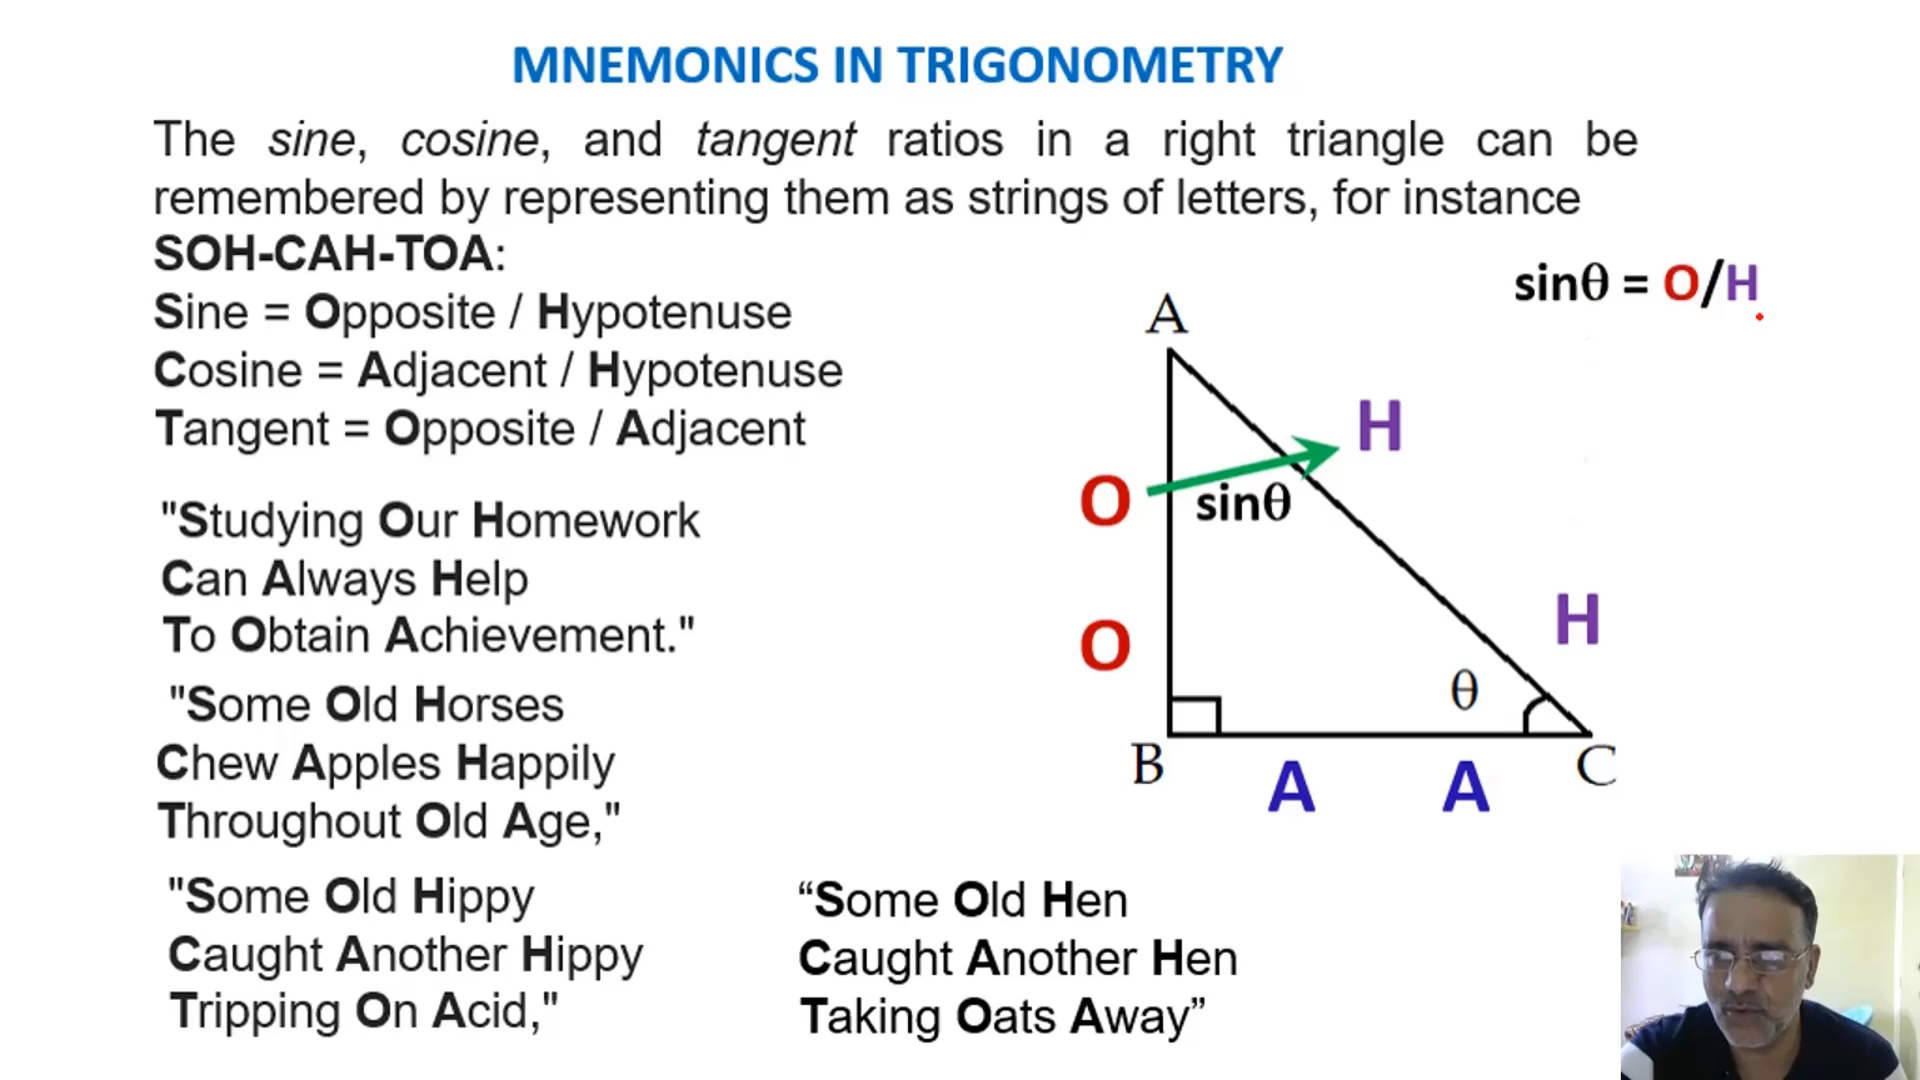 MNEMONICS IN TRIGONOMETRY
The sine, cosine, and tangent ratios in a right triangle can be
remembered by representing them as strings of letters, for instance
SOH-CAH-TOA:
Sine = Opposite / Hypotenuse
Cosine = Adjacent / Hypotenuse
Tangent = Opposite / Adjacent
"Studying Our Homework
Can Always Help
To Obtain Achievement."
"Some Old Horses
Chew Apples Happily
Throughout Old Age,"
"Some Old Hippy
Caught Another Hippy
Tripping On Acid,"
“Some Old Hen
Caught Another Hen
Taking Oats Away”
sinθ = O/H
A
H
O
sinθ
H
O
θ
B
C
A
A